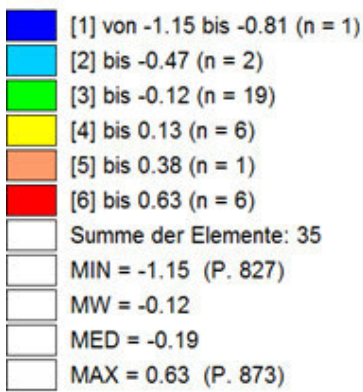 [1] von -1.15 bis -0.81 (n = 1)
[2] bis -0.47 (n = 2)
[3] bis -0.12 (n = 19)
[4] bis 0.13 (n = 6)
[5] bis 0.38 (n = 1)
[6] bis 0.63 (n = 6)
Summe der Elemente: 35
MIN = -1.15 (P. 827)
MW = -0.12
MED = -0.19
MAX = 0.63 (P. 873)